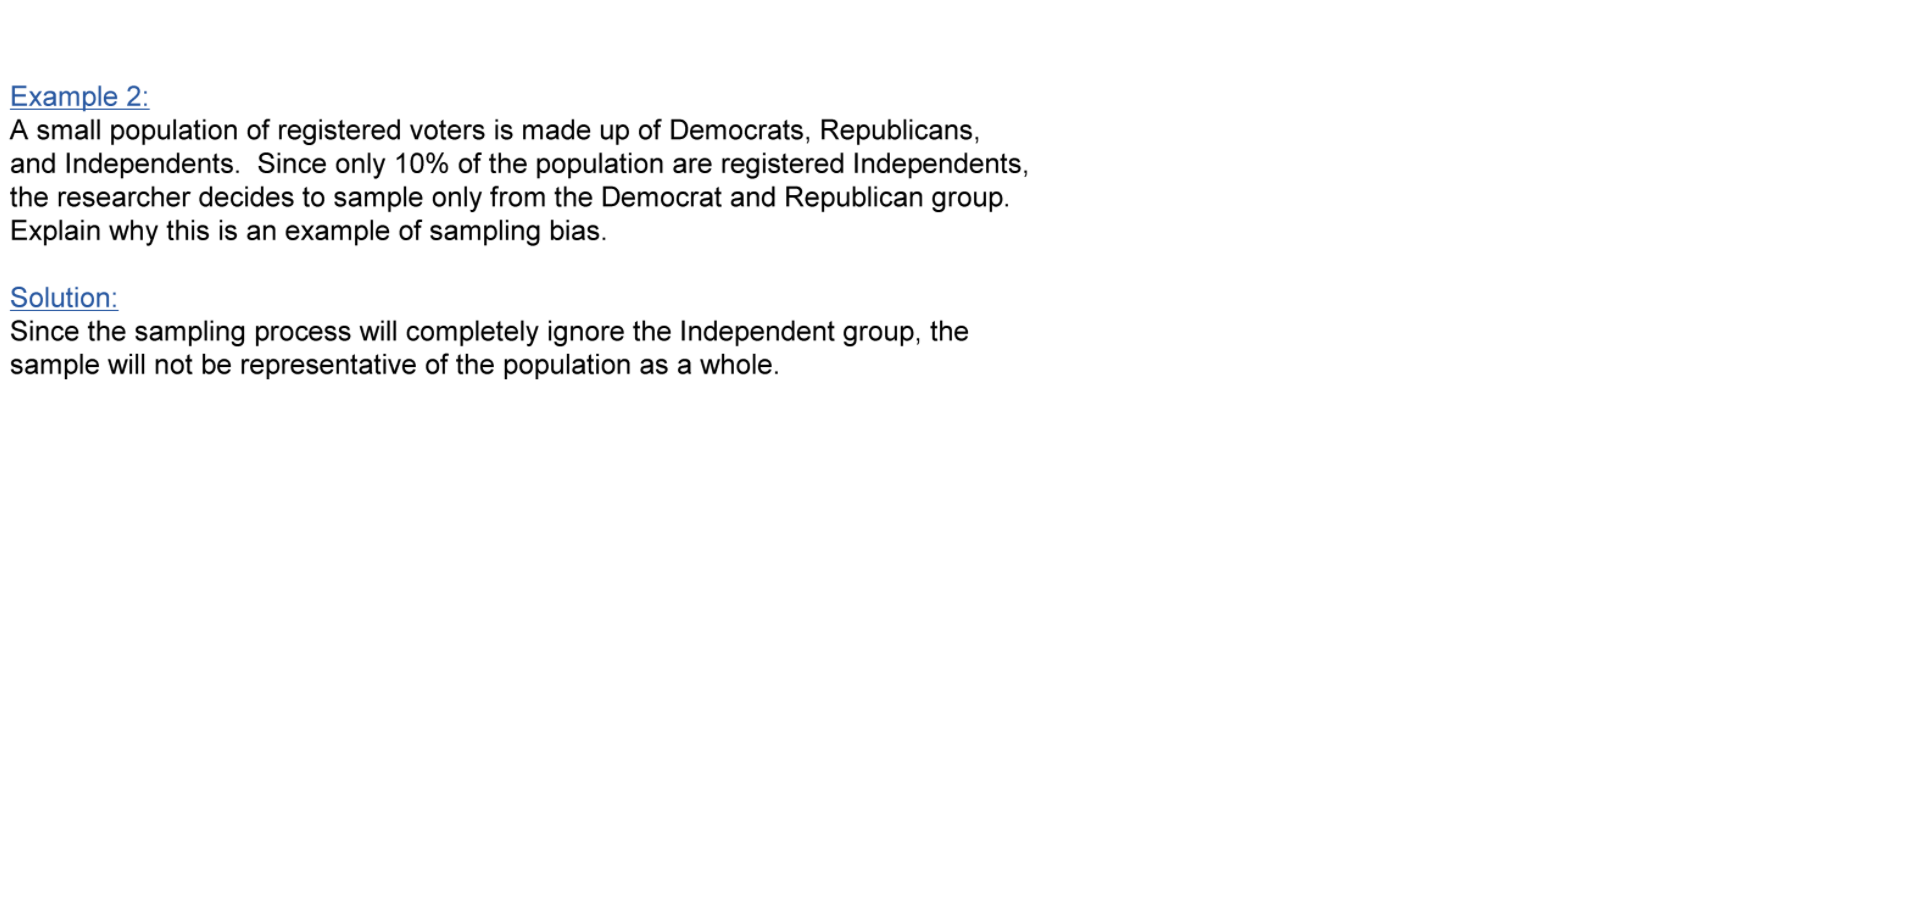 Example 2:
A small population of registered voters is made up of Democrats, Republicans,
and Independents.  Since only 10% of the population are registered Independents,
the researcher decides to sample only from the Democrat and Republican group.
Explain why this is an example of sampling bias.
Solution:
Since the sampling process will completely ignore the Independent group, the
sample will not be representative of the population as a whole.